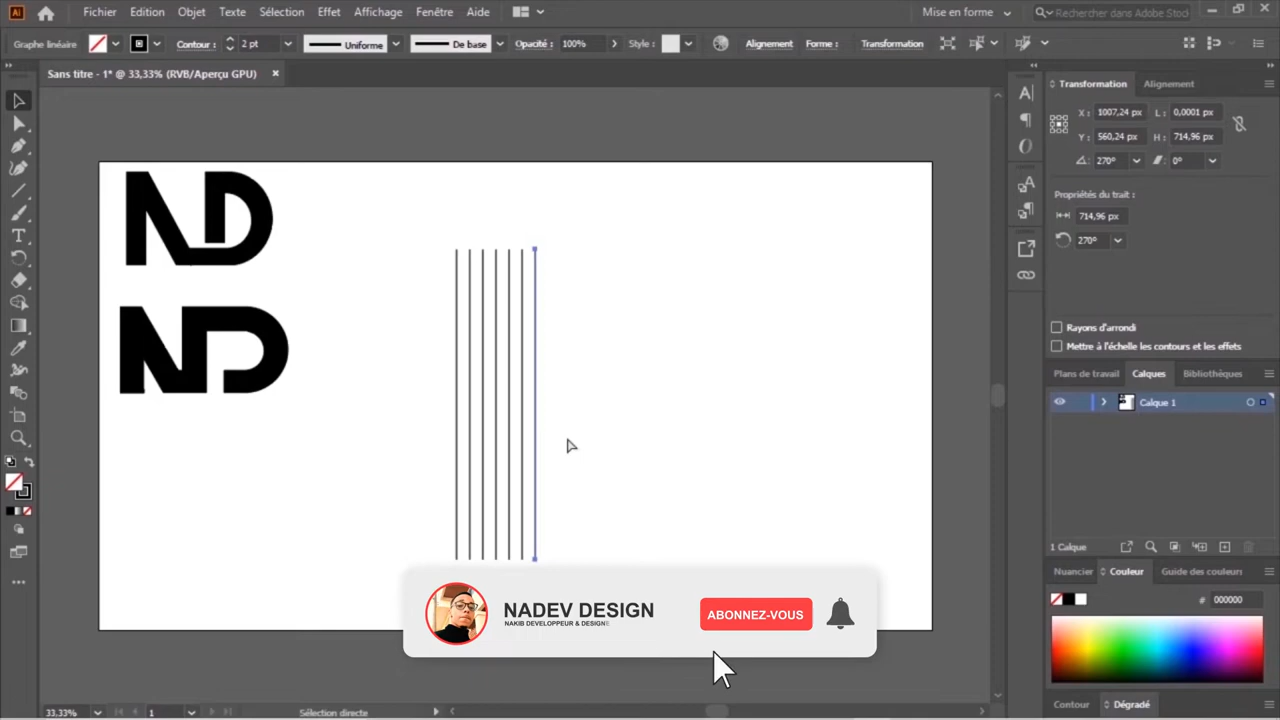 Ai
Fichier Edition Objet Texte Sélection Effet Affichage Fenêtre Aide
Mise en forme
Rechercher dans Adobe Stock
Graphe linéaire
Contour : 2 pt
Uniforme
De base
Opacité : 100%
Style :
Alignement
Forme :
Transformation
Sans titre - 1* @ 33,33% (RVB/Aperçu GPU)
Transformation Alignement
X : 1007,24 px L : 0,0001 px
Y : 560,24 px H : 714,96 px
270° 0°
Propriétés du trait :
714,96 px
270°
Rayons d'arrondi
Mettre à l'échelle les contours et les effets
Plans de travail Calques Bibliothèques
Calque 1
1 Calque
Nuancier Couleur Guide des couleurs
# 000000
Contour Dégradé
ND
ND
NADEV DESIGN
NAKIB DEVELOPPEUR & DESIGNE
ABONNEZ-VOUS
33,33% 1 Sélection directe